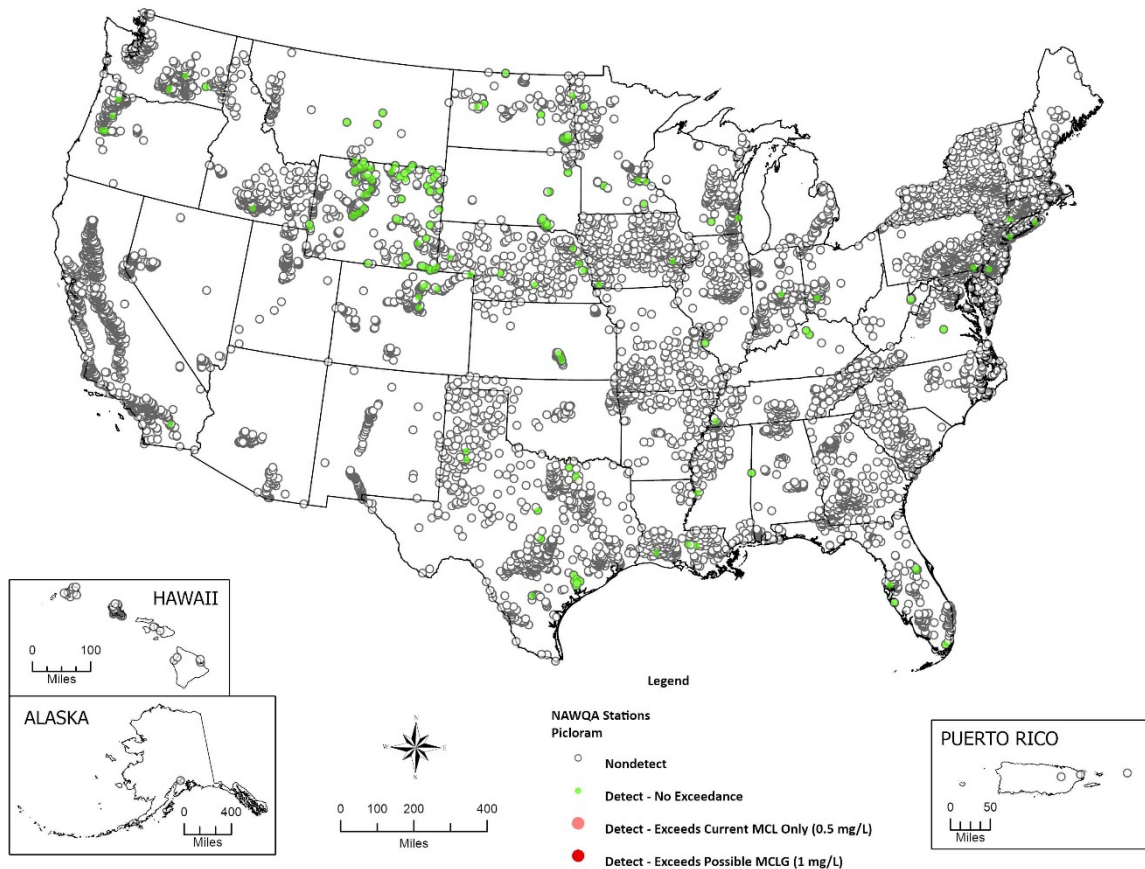 HAWAII
0 100
Miles
ALASKA
0 400
Miles
N
W E
S
0 100 200 400
Miles
Legend
NAWQA Stations
Picloram
Nondetect
Detect - No Exceedance
Detect - Exceeds Current MCL Only (0.5 mg/L)
Detect - Exceeds Possible MCLG (1 mg/L)
PUERTO RICO
0 50
Miles